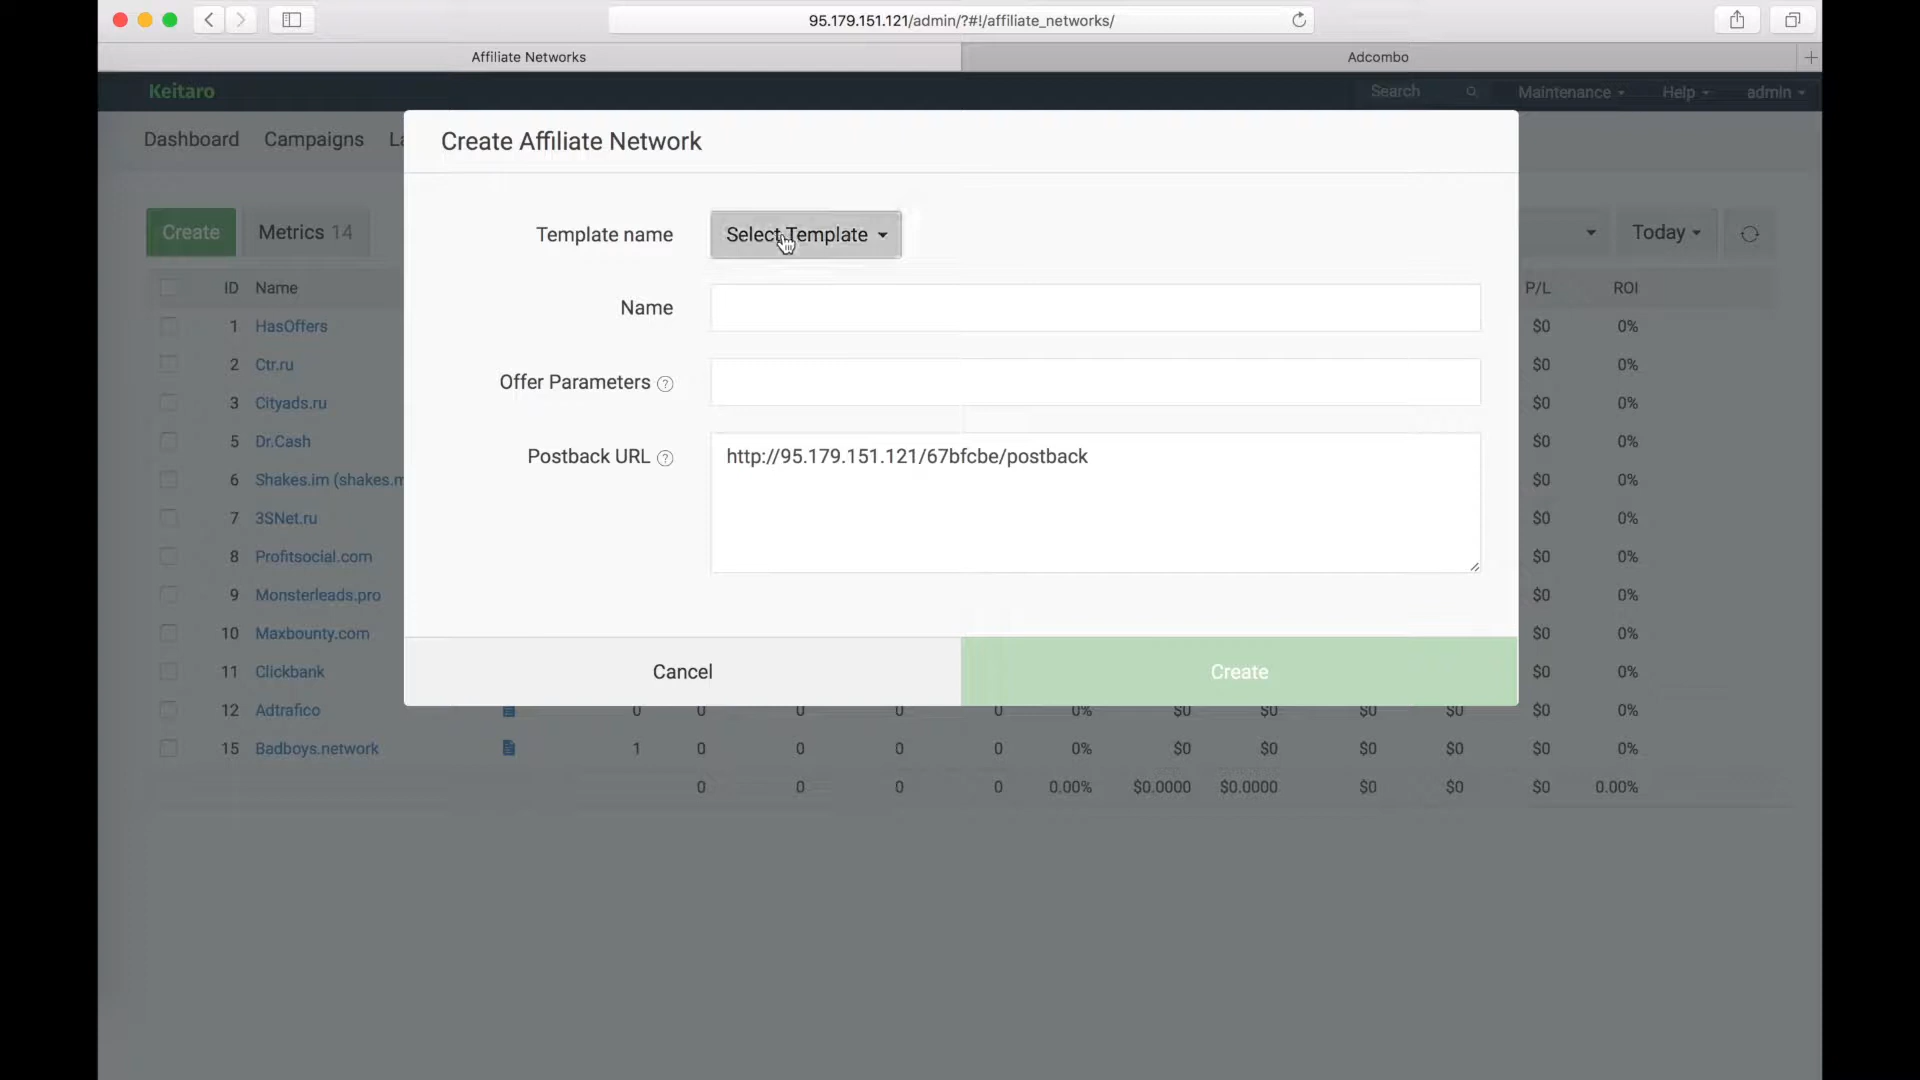 95.179.151.121/admin/?#!/affiliate_networks/
Affiliate Networks
Adcombo
Keitaro
Search
Maintenance
Help
admin
Dashboard
Campaigns
La
Create Affiliate Network
Create
Metrics 14
Template name
Select Template
Today
ID
Name
P/L
ROI
Name
Offer Parameters ?
Postback URL ?
http://95.179.151.121/67bfcbe/postback
1 HasOffers $0 0%
2 Ctr.ru $0 0%
3 Cityads.ru $0 0%
5 Dr.Cash $0 0%
6 Shakes.im (shakes.m $0 0%
7 3SNet.ru $0 0%
8 Profitsocial.com $0 0%
9 Monsterleads.pro $0 0%
10 Maxbounty.com $0 0%
11 Clickbank $0 0%
Cancel
Create
12 Adtrafico 0 0 0 0 0 0% $0 $0 $0 $0 $0 0%
15 Badboys.network 1 0 0 0 0 0% $0 $0 $0 $0 $0 0%
0 0 0 0 0.00% $0.0000 $0.0000 $0 $0 $0 0.00%